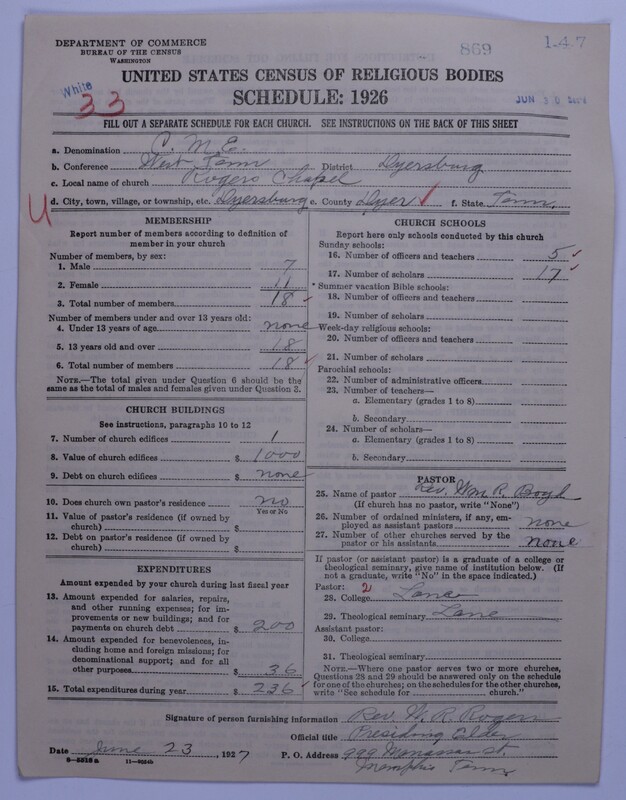 DEPARTMENT OF COMMERCE
BUREAU OF THE CENSUS
WASHINGTON
869
1-4-7
UNITED STATES CENSUS OF RELIGIOUS BODIES
SCHEDULE: 1926
White
33
JUN 30
FILL OUT A SEPARATE SCHEDULE FOR EACH CHURCH. SEE INSTRUCTIONS ON THE BACK OF THIS SHEET
a. Denomination C. M. E.
b. Conference West Tenn District Dyersburg
c. Local name of church Rogers Chapel
d. City, town, village, or township, etc. Dyersburg e. County Dyer f. State Tenn,
MEMBERSHIP
Report number of members according to definition of
member in your church
Number of members, by sex:
1. Male 7
2. Female 11
3. Total number of members 18
Number of members under and over 13 years old:
4. Under 13 years of age none
5. 13 years old and over 18
6. Total number of members 18
NOTE.—The total given under Question 6 should be the
same as the total of males and females given under Question 3.
CHURCH BUILDINGS
See instructions, paragraphs 10 to 12
7. Number of church edifices 1
8. Value of church edifices $ 1000
9. Debt on church edifices $ none
10. Does church own pastor's residence no
Yes or No
11. Value of pastor's residence (if owned by
church) $
12. Debt on pastor's residence (if owned by
church) $
EXPENDITURES
Amount expended by your church during last fiscal year
13. Amount expended for salaries, repairs,
and other running expenses; for im-
provements or new buildings; and for
payments on church debt $ 200
14. Amount expended for benevolences, in-
cluding home and foreign missions; for
denominational support; and for all
other purposes $ 36
15. Total expenditures during year $ 236
CHURCH SCHOOLS
Report here only schools conducted by this church
Sunday schools:
16. Number of officers and teachers 5
17. Number of scholars 17
Summer vacation Bible schools:
18. Number of officers and teachers
19. Number of scholars
Week-day religious schools:
20. Number of officers and teachers
21. Number of scholars
Parochial schools:
22. Number of administrative officers
23. Number of teachers—
a. Elementary (grades 1 to 8)
b. Secondary
24. Number of scholars—
a. Elementary (grades 1 to 8)
b. Secondary
PASTOR
25. Name of pastor Rev. Wm R.
(If church has no pastor, write "None")
26. Number of ordained ministers, if any, em-
ployed as assistant pastors none
27. Number of other churches served by the
pastor or his assistants none
If pastor (or assistant pastor) is a graduate of a college or
theological seminary, give name of institution below. (If
not a graduate, write "No" in the space indicated.)
Pastor: 2
28. College Lane
29. Theological seminary Lane
Assistant pastor:
30. College
31. Theological seminary
NOTE.—Where one pastor serves two or more churches,
Questions 28 and 29 should be answered only on the schedule
for one of the churches; on the schedules for the other churches,
write "See schedule for church."
Signature of person furnishing information Rev. W. R. Rogers
Official title Presiding Elder
Date June 23, 1927 P. O. Address 999 Manassas st.
Memphis Tenn